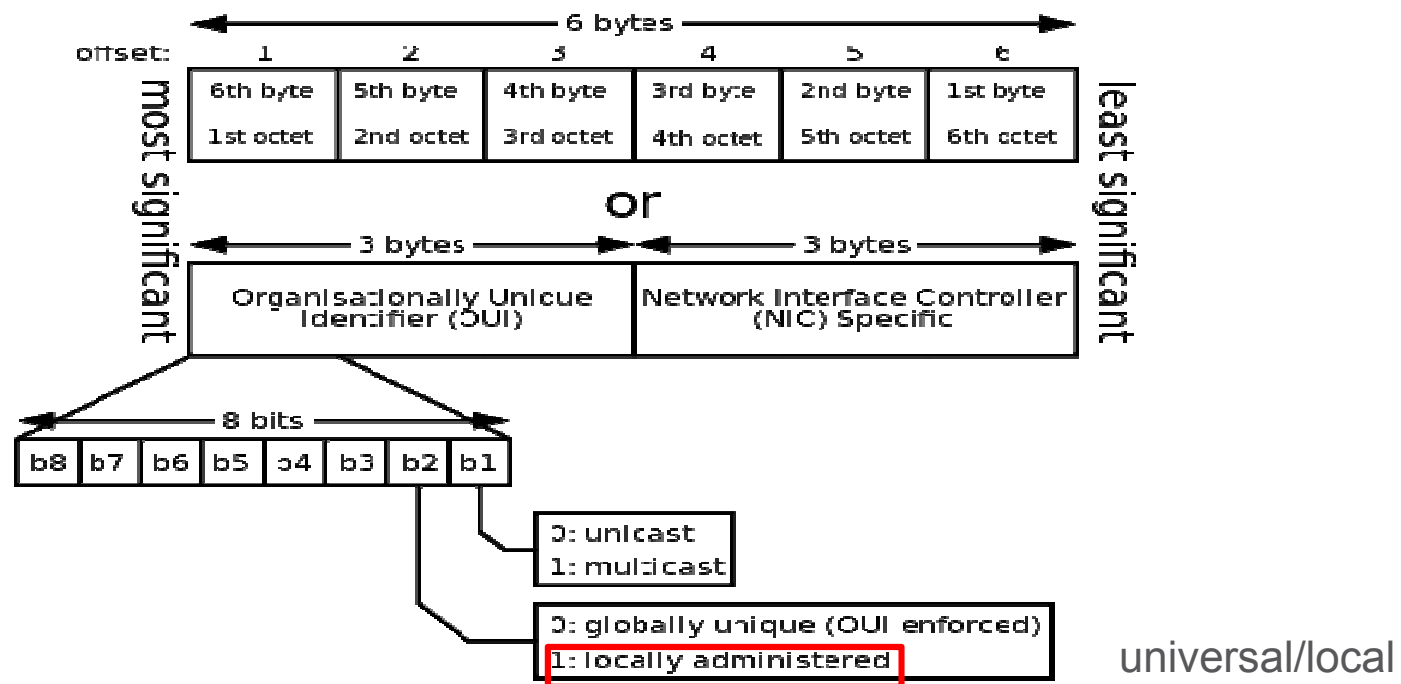 6 bytes
offset: 1 2 3 4 5 6
6th byte 5th byte 4th byte 3rd byte 2nd byte 1st byte
1st octet 2nd octet 3rd octet 4th octet 5th octet 6th octet
most significant
least significant
or
3 bytes 3 bytes
Organisationally Unique Network Interface Controller
Identifier (OUI) (NIC) Specific
8 bits
b8 b7 b6 b5 b4 b3 b2 b1
0: unicast
1: multicast
0: globally unique (OUI enforced)
1: locally administered
universal/local